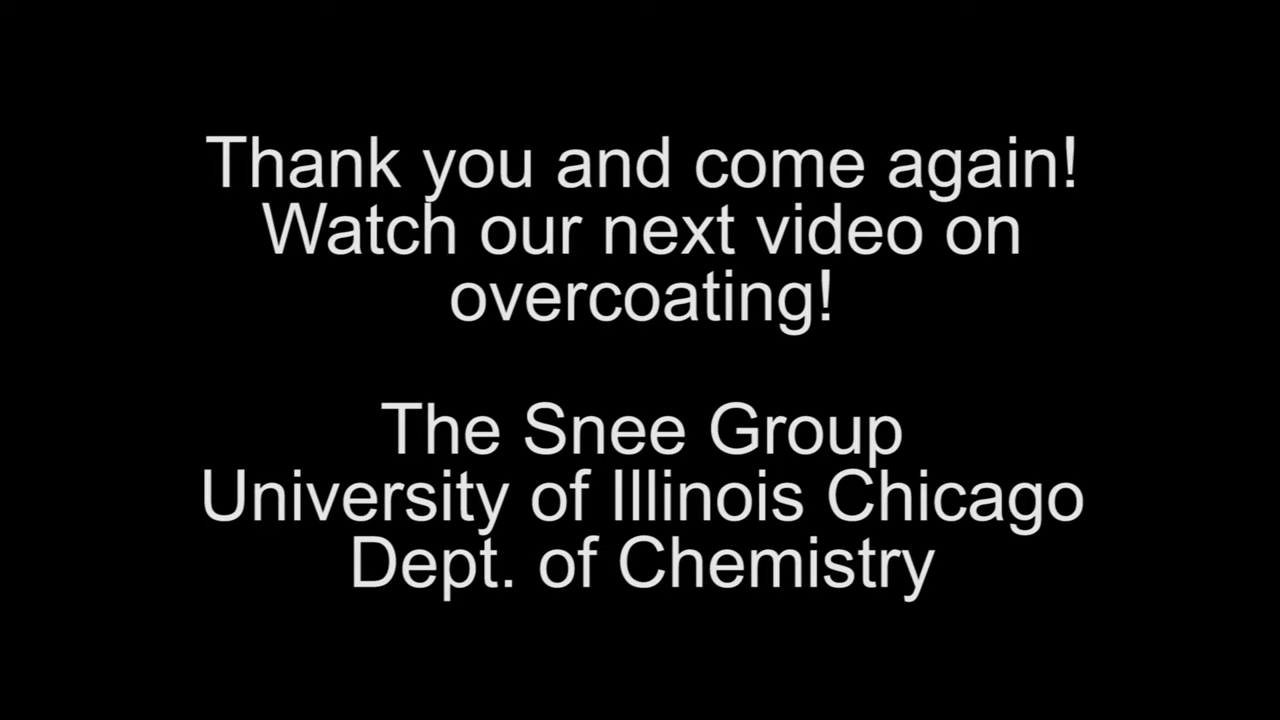 Thank you and come again!
Watch our next video on
overcoating!
The Snee Group
University of Illinois Chicago
Dept. of Chemistry